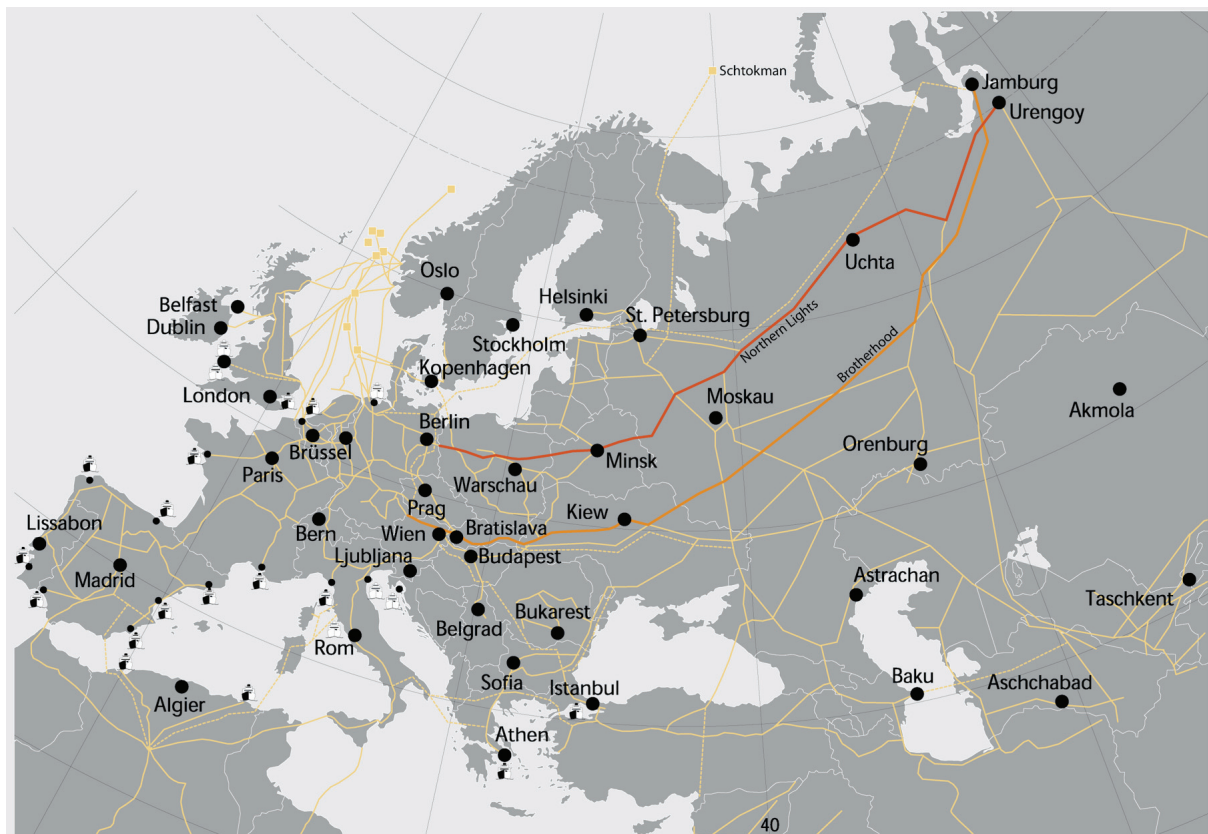 Schtokman
Jamburg
Urengoy
Uchta
Oslo
Belfast
Dublin
Helsinki
St. Petersburg
Stockholm
Northern Lights
Brotherhood
Kopenhagen
London
Moskau
Akmola
Berlin
Orenburg
Brüssel
Paris
Minsk
Warschau
Prag
Kiew
Lissabon
Bern
Wien
Bratislava
Ljubljana
Budapest
Madrid
Astrachan
Taschkent
Belgrad
Bukarest
Rom
Sofia
Baku
Aschchabad
Algier
Istanbul
Athen
40